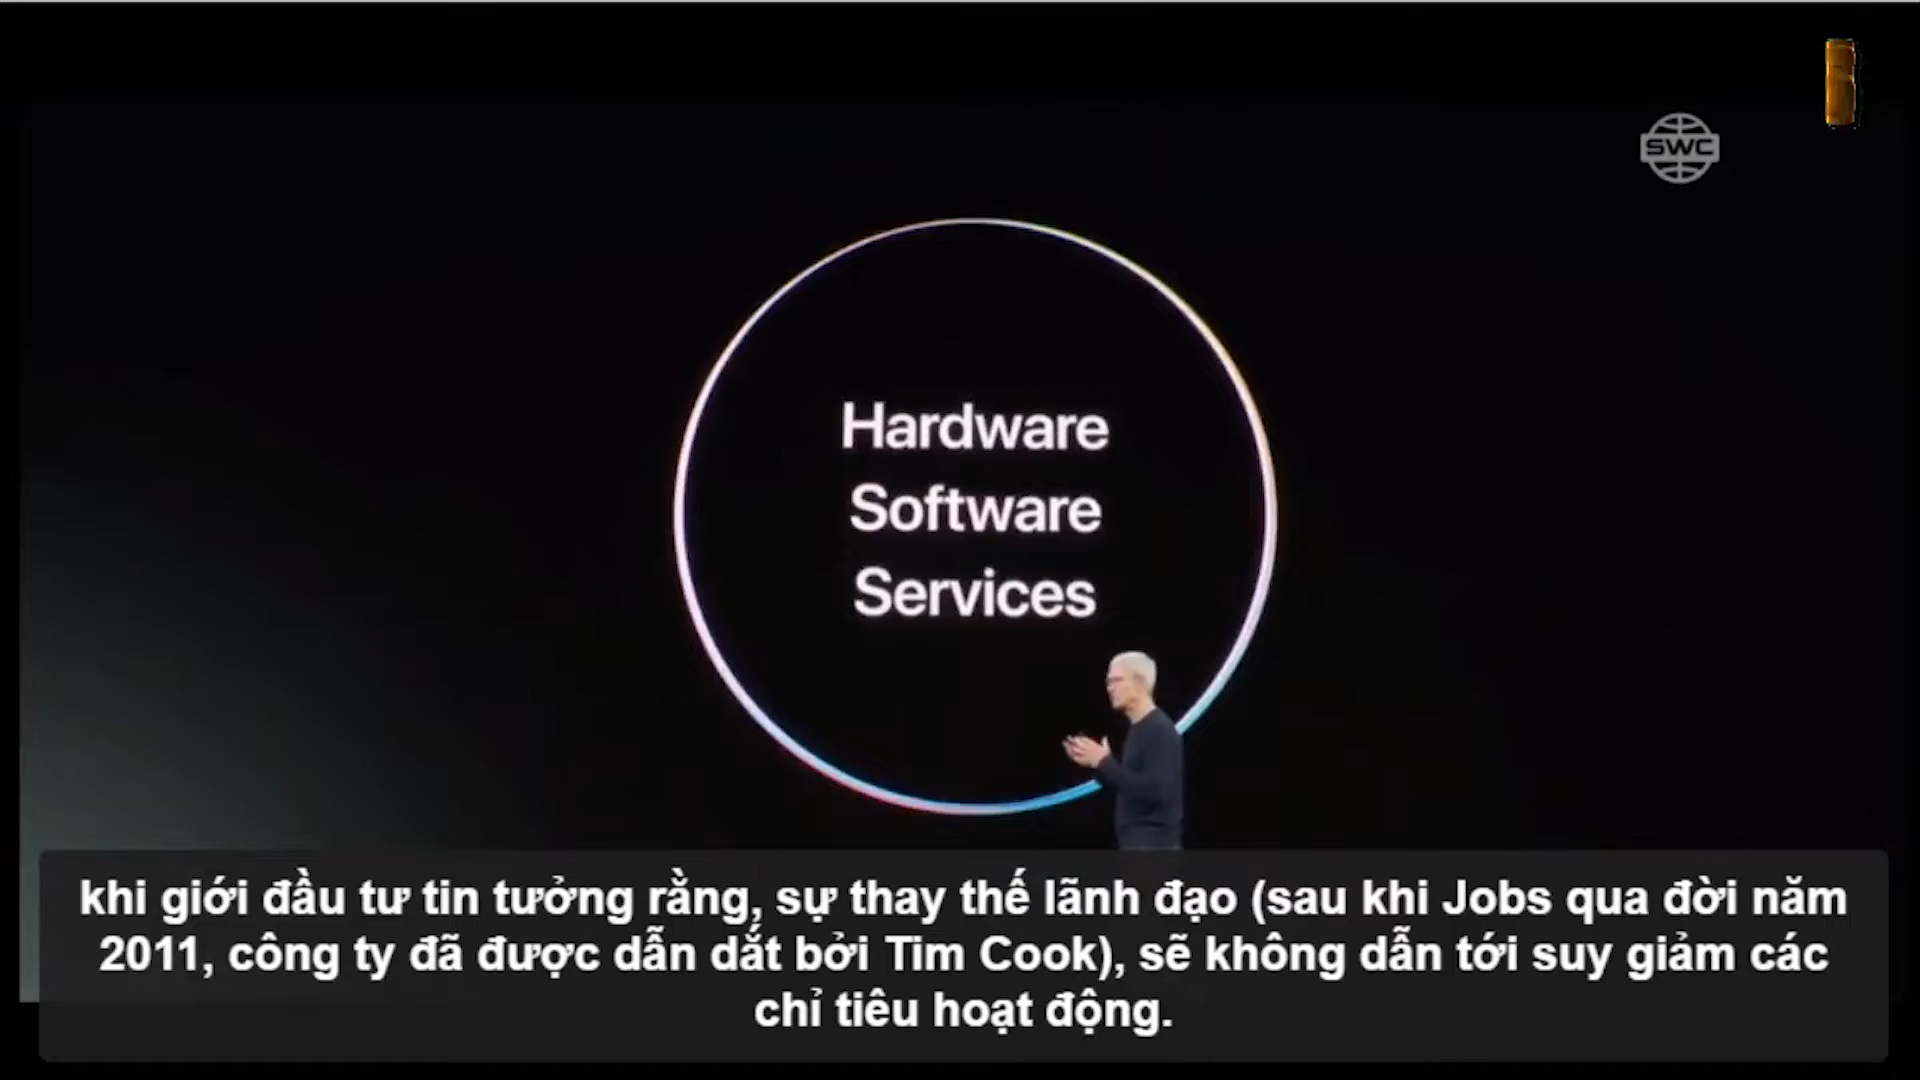 SWC
Hardware
Software
Services
khi giới đầu tư tin tưởng rằng, sự thay thế lãnh đạo (sau khi Jobs qua đời năm
2011, công ty đã được dẫn dắt bởi Tim Cook), sẽ không dẫn tới suy giảm các
chỉ tiêu hoạt động.